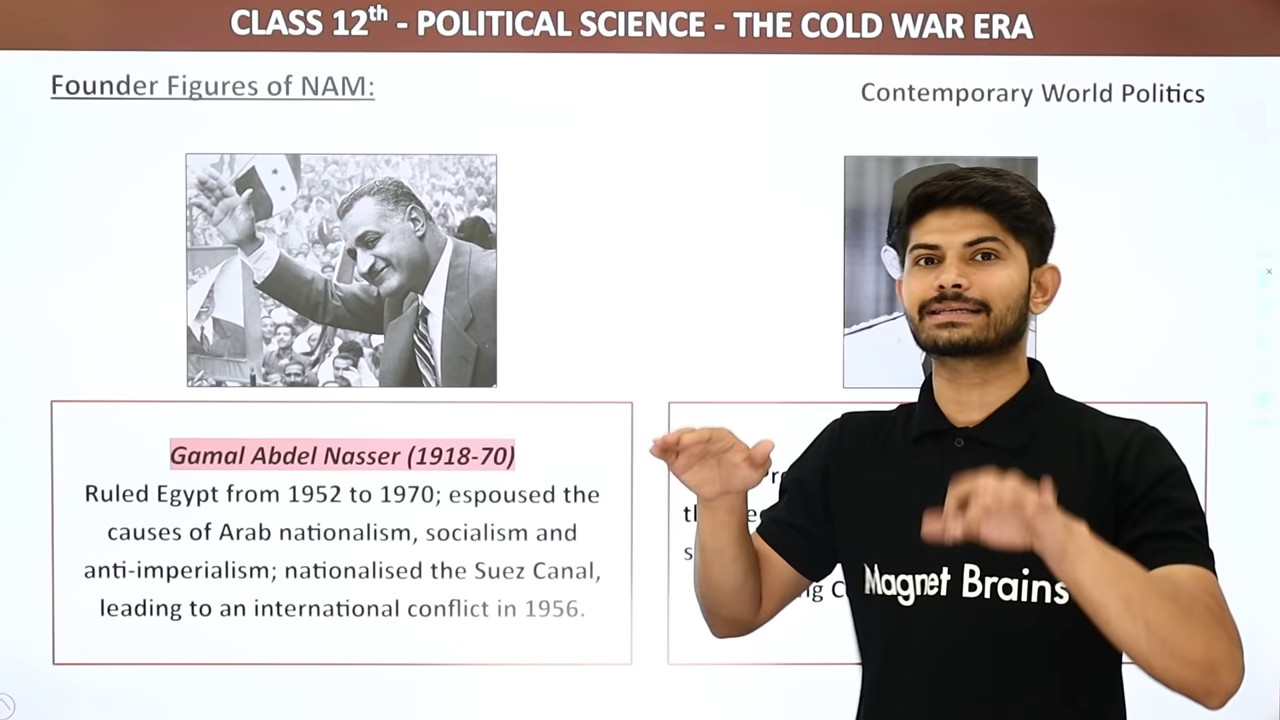 CLASS 12th - POLITICAL SCIENCE - THE COLD WAR ERA
Founder Figures of NAM:
Contemporary World Politics
Gamal Abdel Nasser (1918-70)
Ruled Egypt from 1952 to 1970; espoused the
causes of Arab nationalism, socialism and
anti-imperialism; nationalised the Suez Canal,
leading to an international conflict in 1956.
Magnet Brains